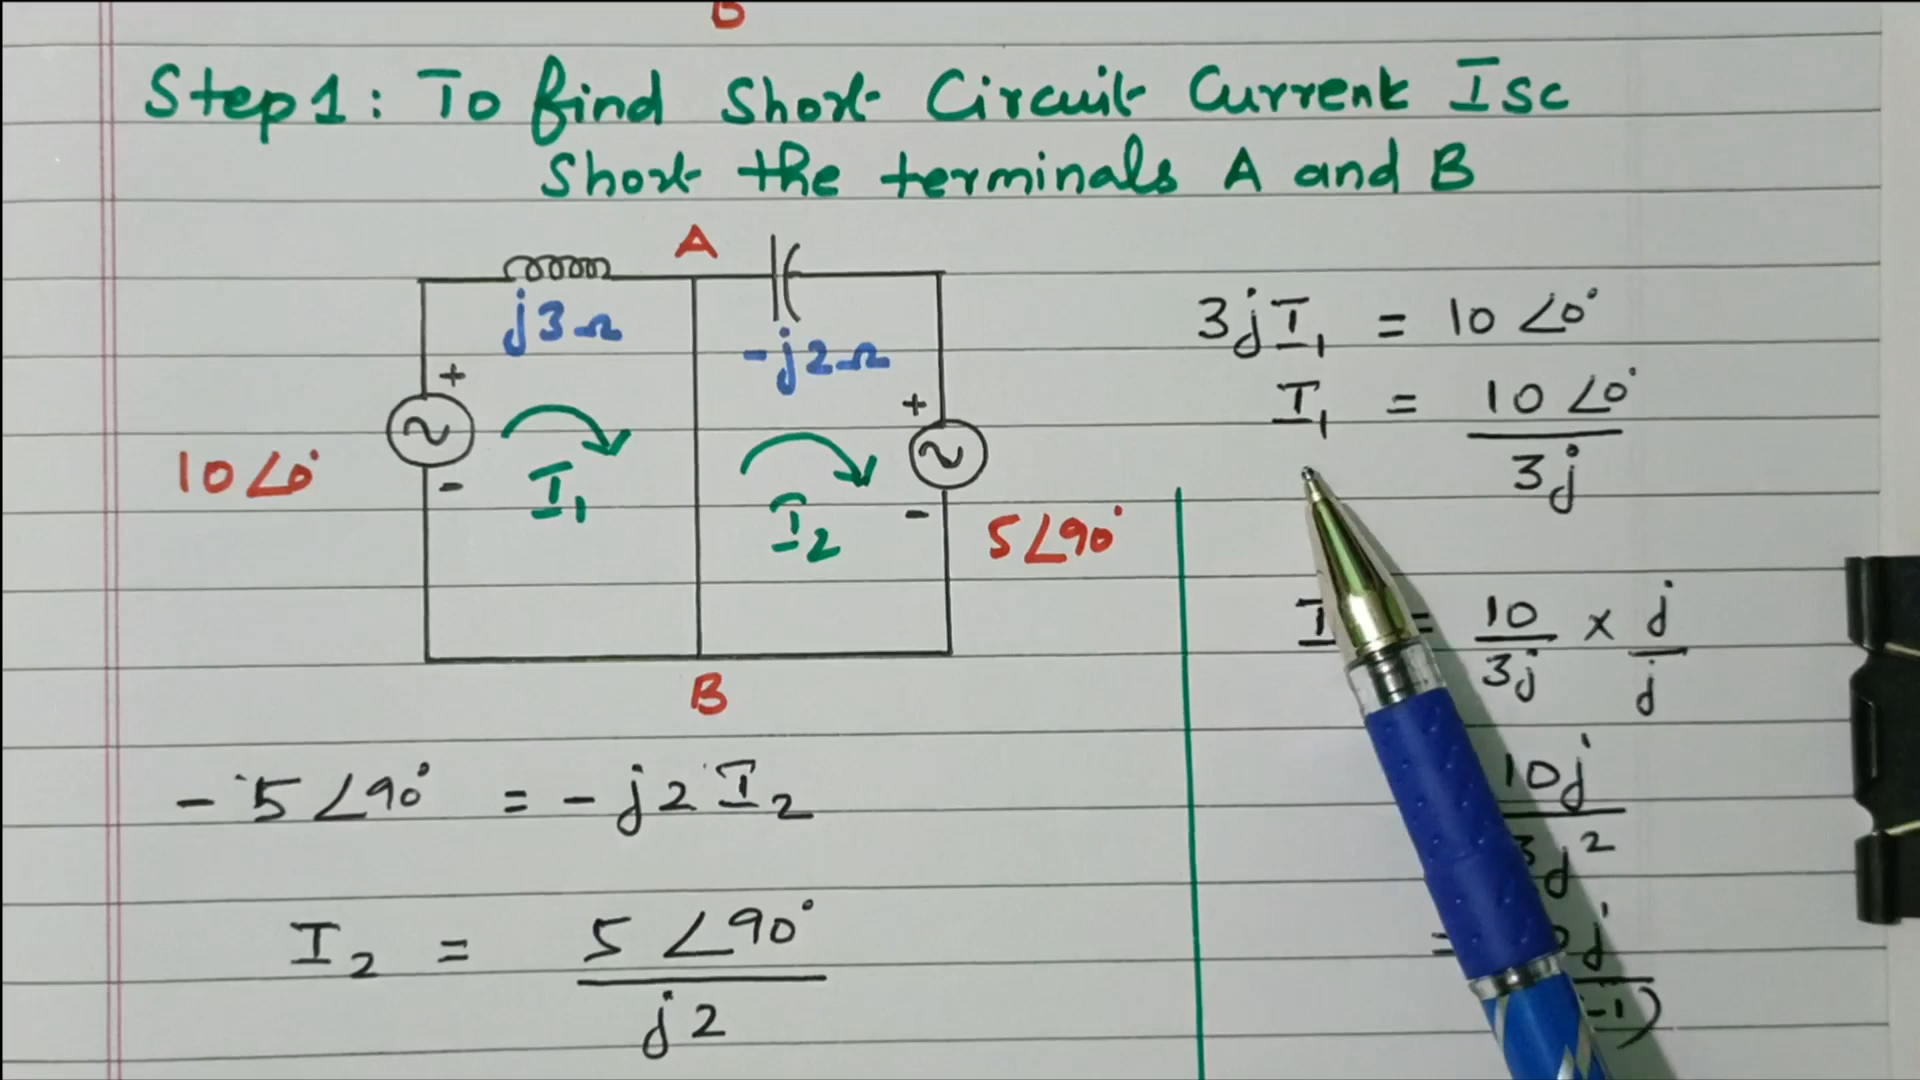 B
Step 1: To find Short Circuit Current Isc
Short the terminals A and B
A
j3Ω
-j2Ω
+
-
10∠0°
I₁
I₂
+
-
5∠90°
B
- 5∠90° = - j2 I₂
I₂ = 5∠90° / j2
3j I₁ = 10∠0°
I₁ = 10∠0° / 3j
I = 10 / 3j × j / j
10j / 3j²
= j / -1)